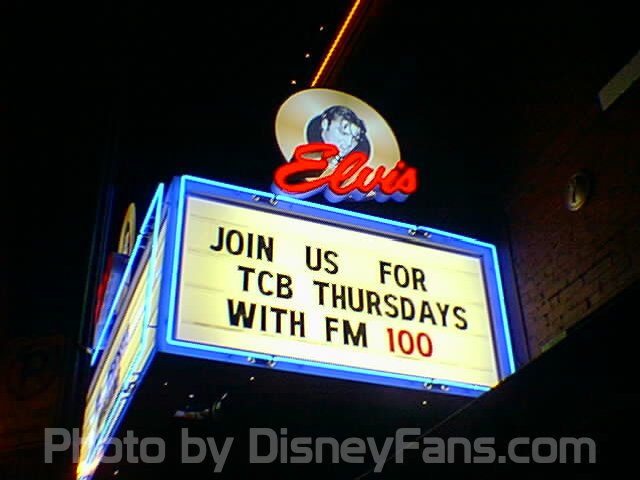 Elvis
JOIN US FOR
TCB THURSDAYS
WITH FM 100
Photo by DisneyFans.com